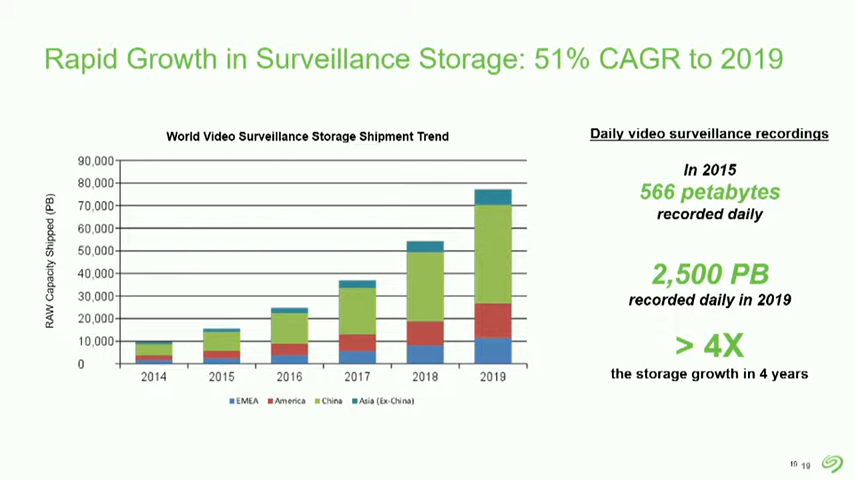 Rapid Growth in Surveillance Storage: 51% CAGR to 2019
World Video Surveillance Storage Shipment Trend
RAW Capacity Shipped (PB)
90,000
80,000
70,000
60,000
50,000
40,000
30,000
20,000
10,000
0
2014 2015 2016 2017 2018 2019
EMEA America China Asia (Ex-China)
Daily video surveillance recordings
In 2015
566 petabytes
recorded daily
2,500 PB
recorded daily in 2019
> 4X
the storage growth in 4 years
19